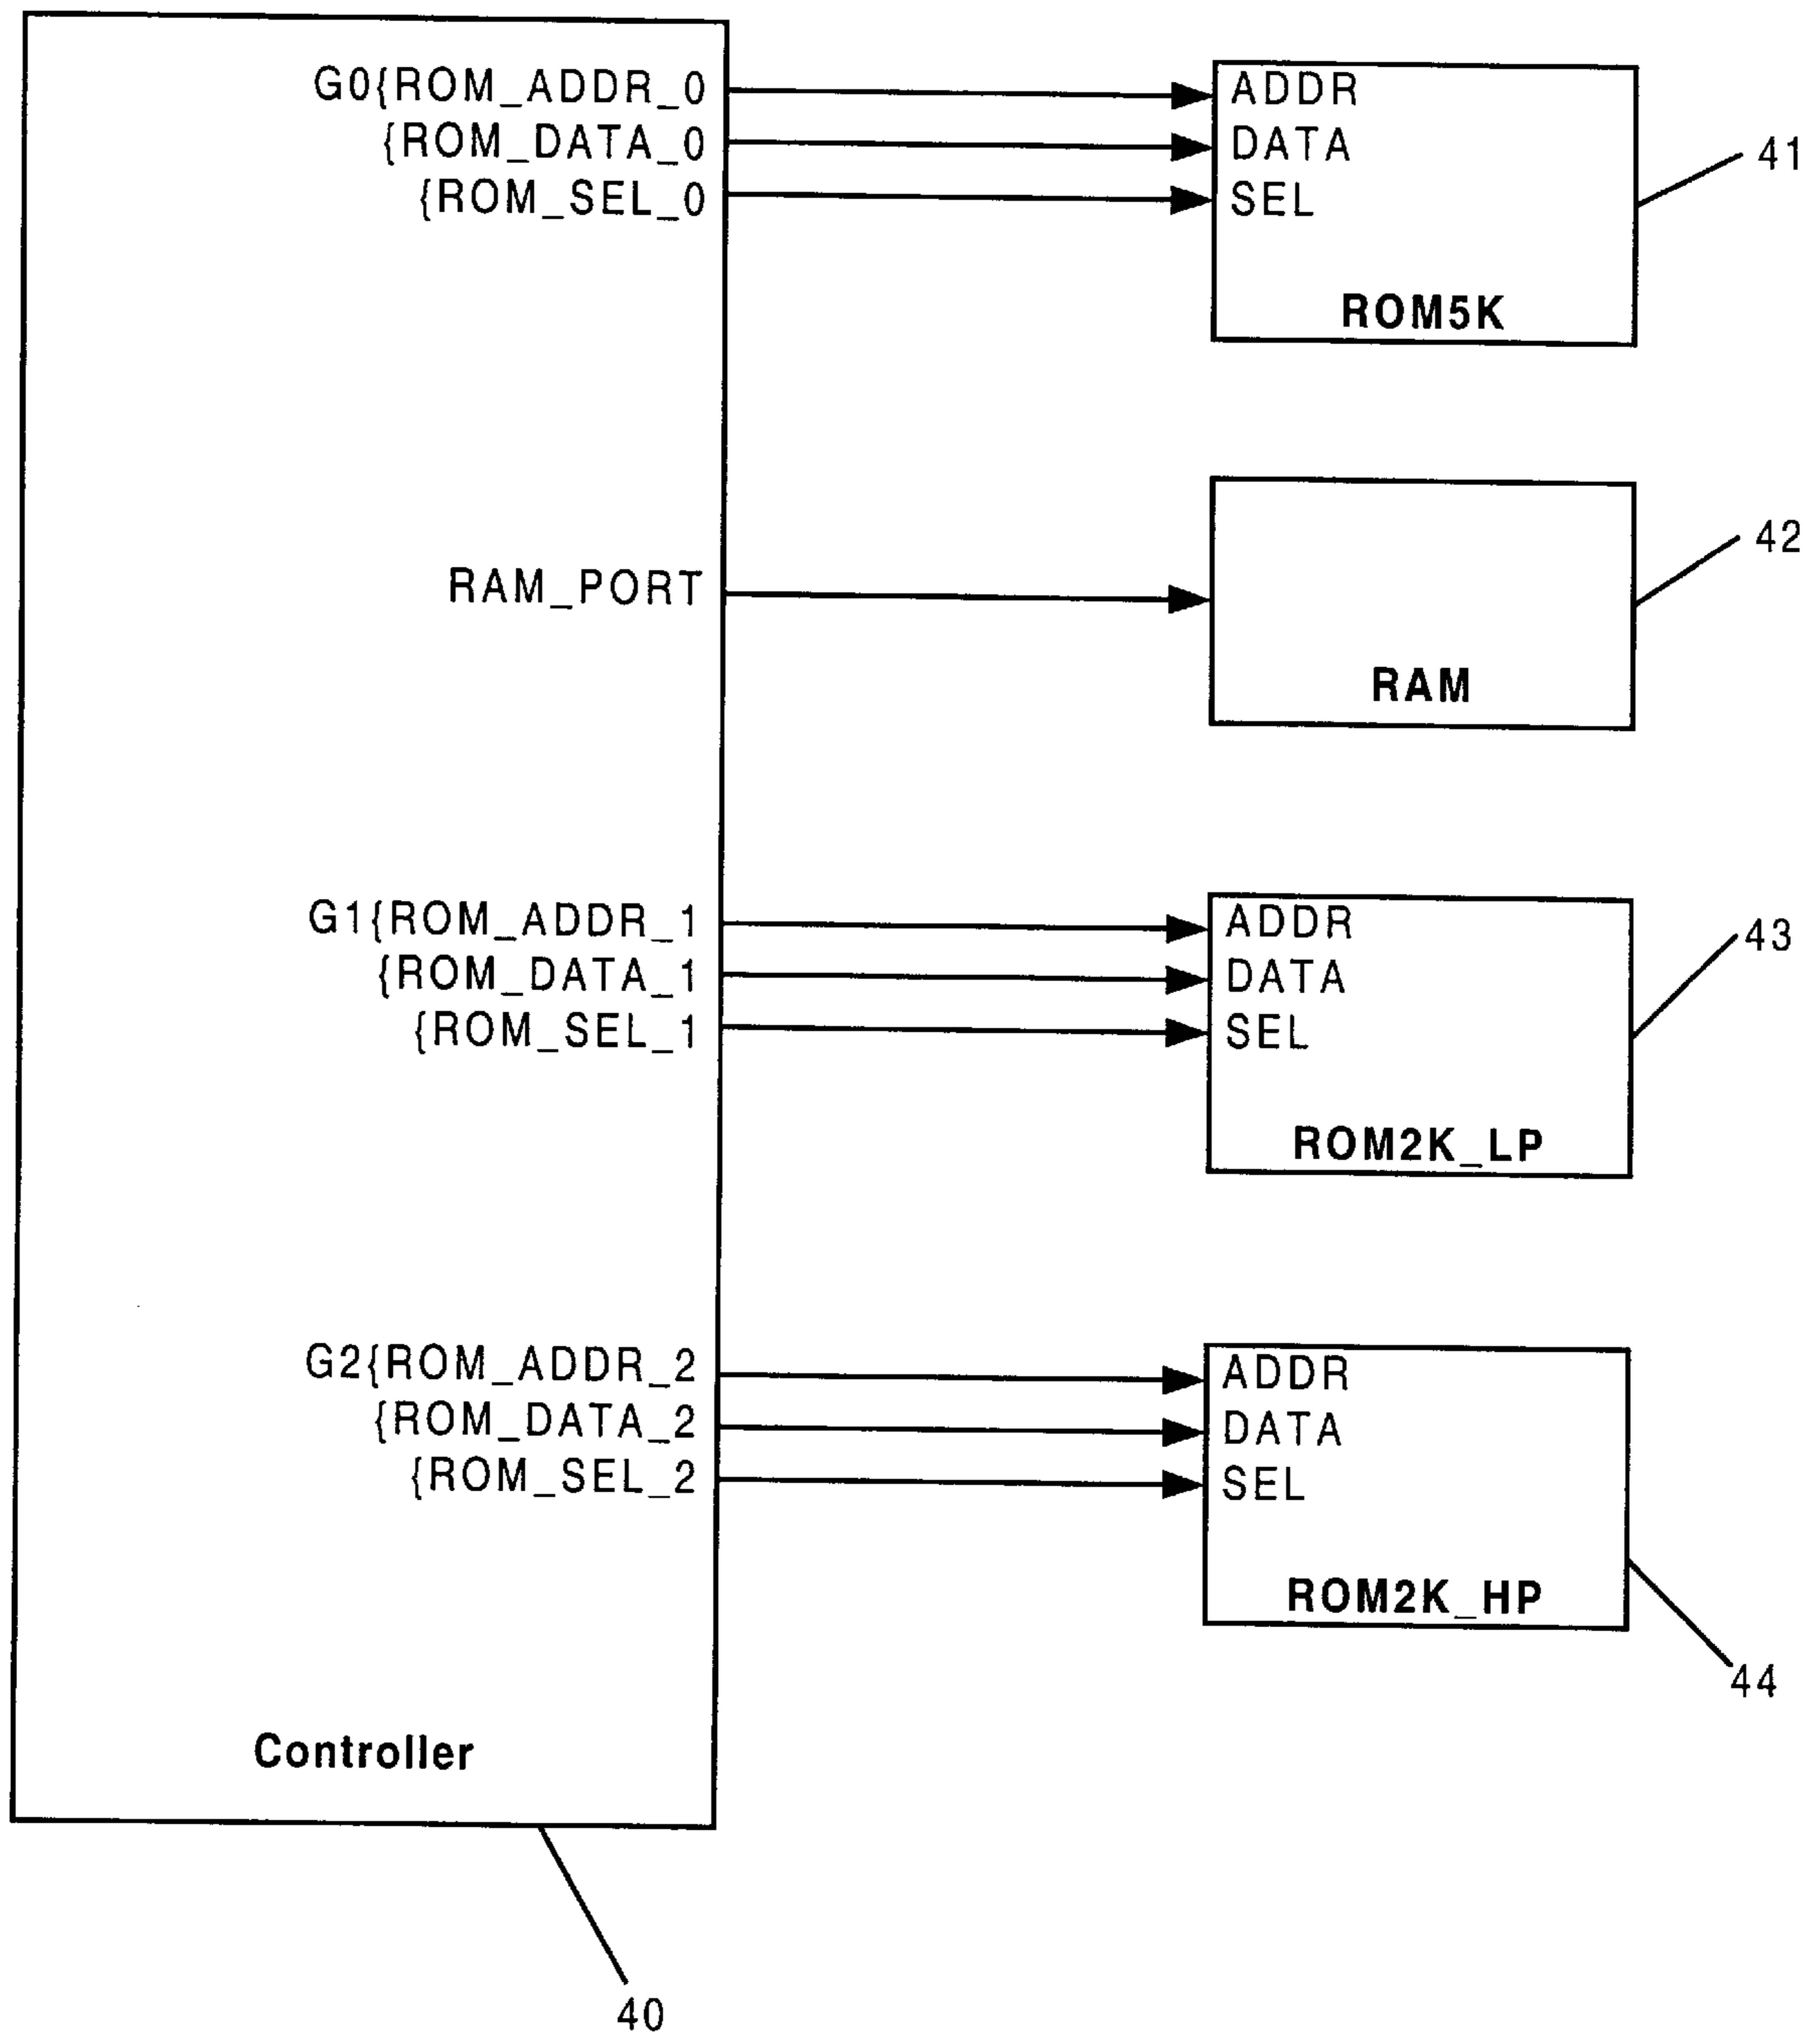 G0{ROM_ADDR_0
{ROM_DATA_0
{ROM_SEL_0
ADDR
DATA
SEL
ROM5K
41
RAM_PORT
RAM
42
G1{ROM_ADDR_1
{ROM_DATA_1
{ROM_SEL_1
ADDR
DATA
SEL
ROM2K_LP
43
G2{ROM_ADDR_2
{ROM_DATA_2
{ROM_SEL_2
ADDR
DATA
SEL
ROM2K_HP
44
Controller
40